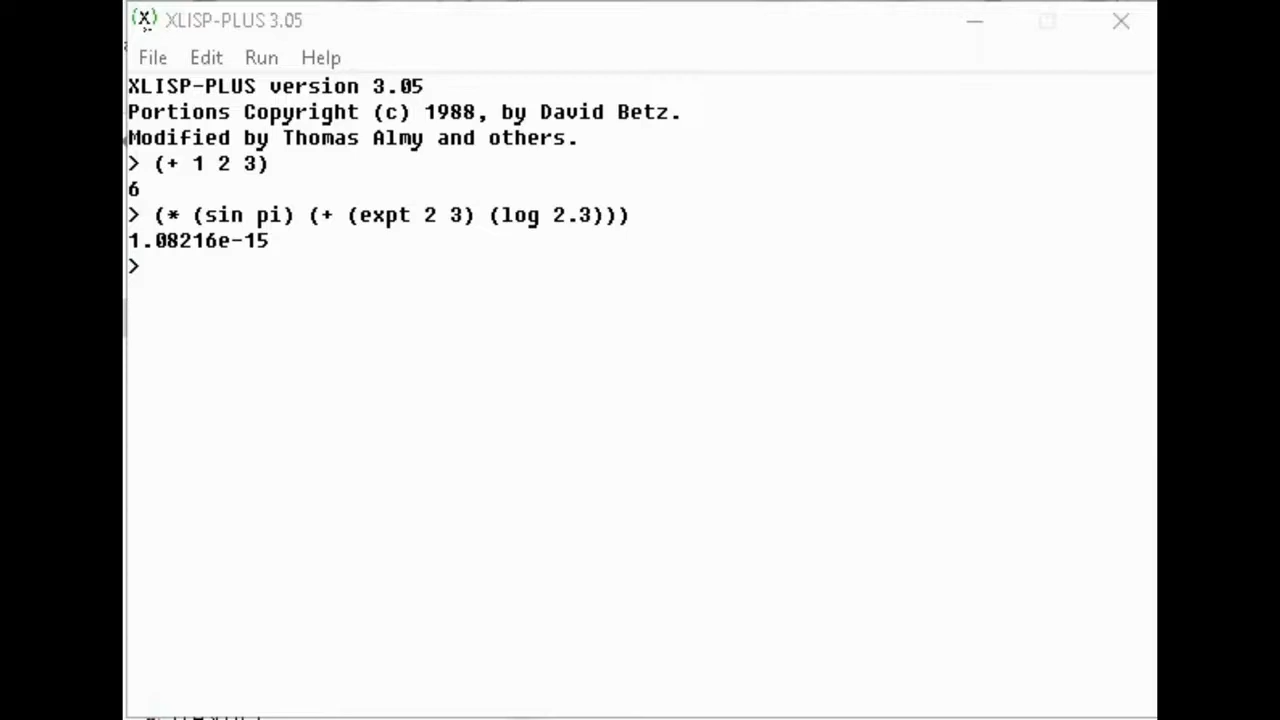 XLISP-PLUS 3.05
File Edit Run Help
XLISP-PLUS version 3.05
Portions Copyright (c) 1988, by David Betz.
Modified by Thomas Almy and others.
> (+ 1 2 3)
6
> (* (sin pi) (+ (expt 2 3) (log 2.3)))
1.08216e-15
>